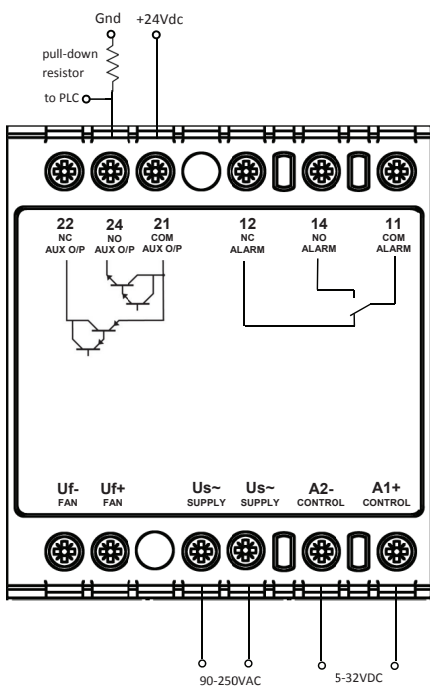 Gnd +24Vdc
pull-down
resistor
to PLC
22 24 21 12 14 11
NC NO COM NC NO COM
AUX O/P AUX O/P AUX O/P ALARM ALARM ALARM
Uf- Uf+ Us~ Us~ A2- A1+
FAN FAN SUPPLY SUPPLY CONTROL CONTROL
90-250VAC 5-32VDC